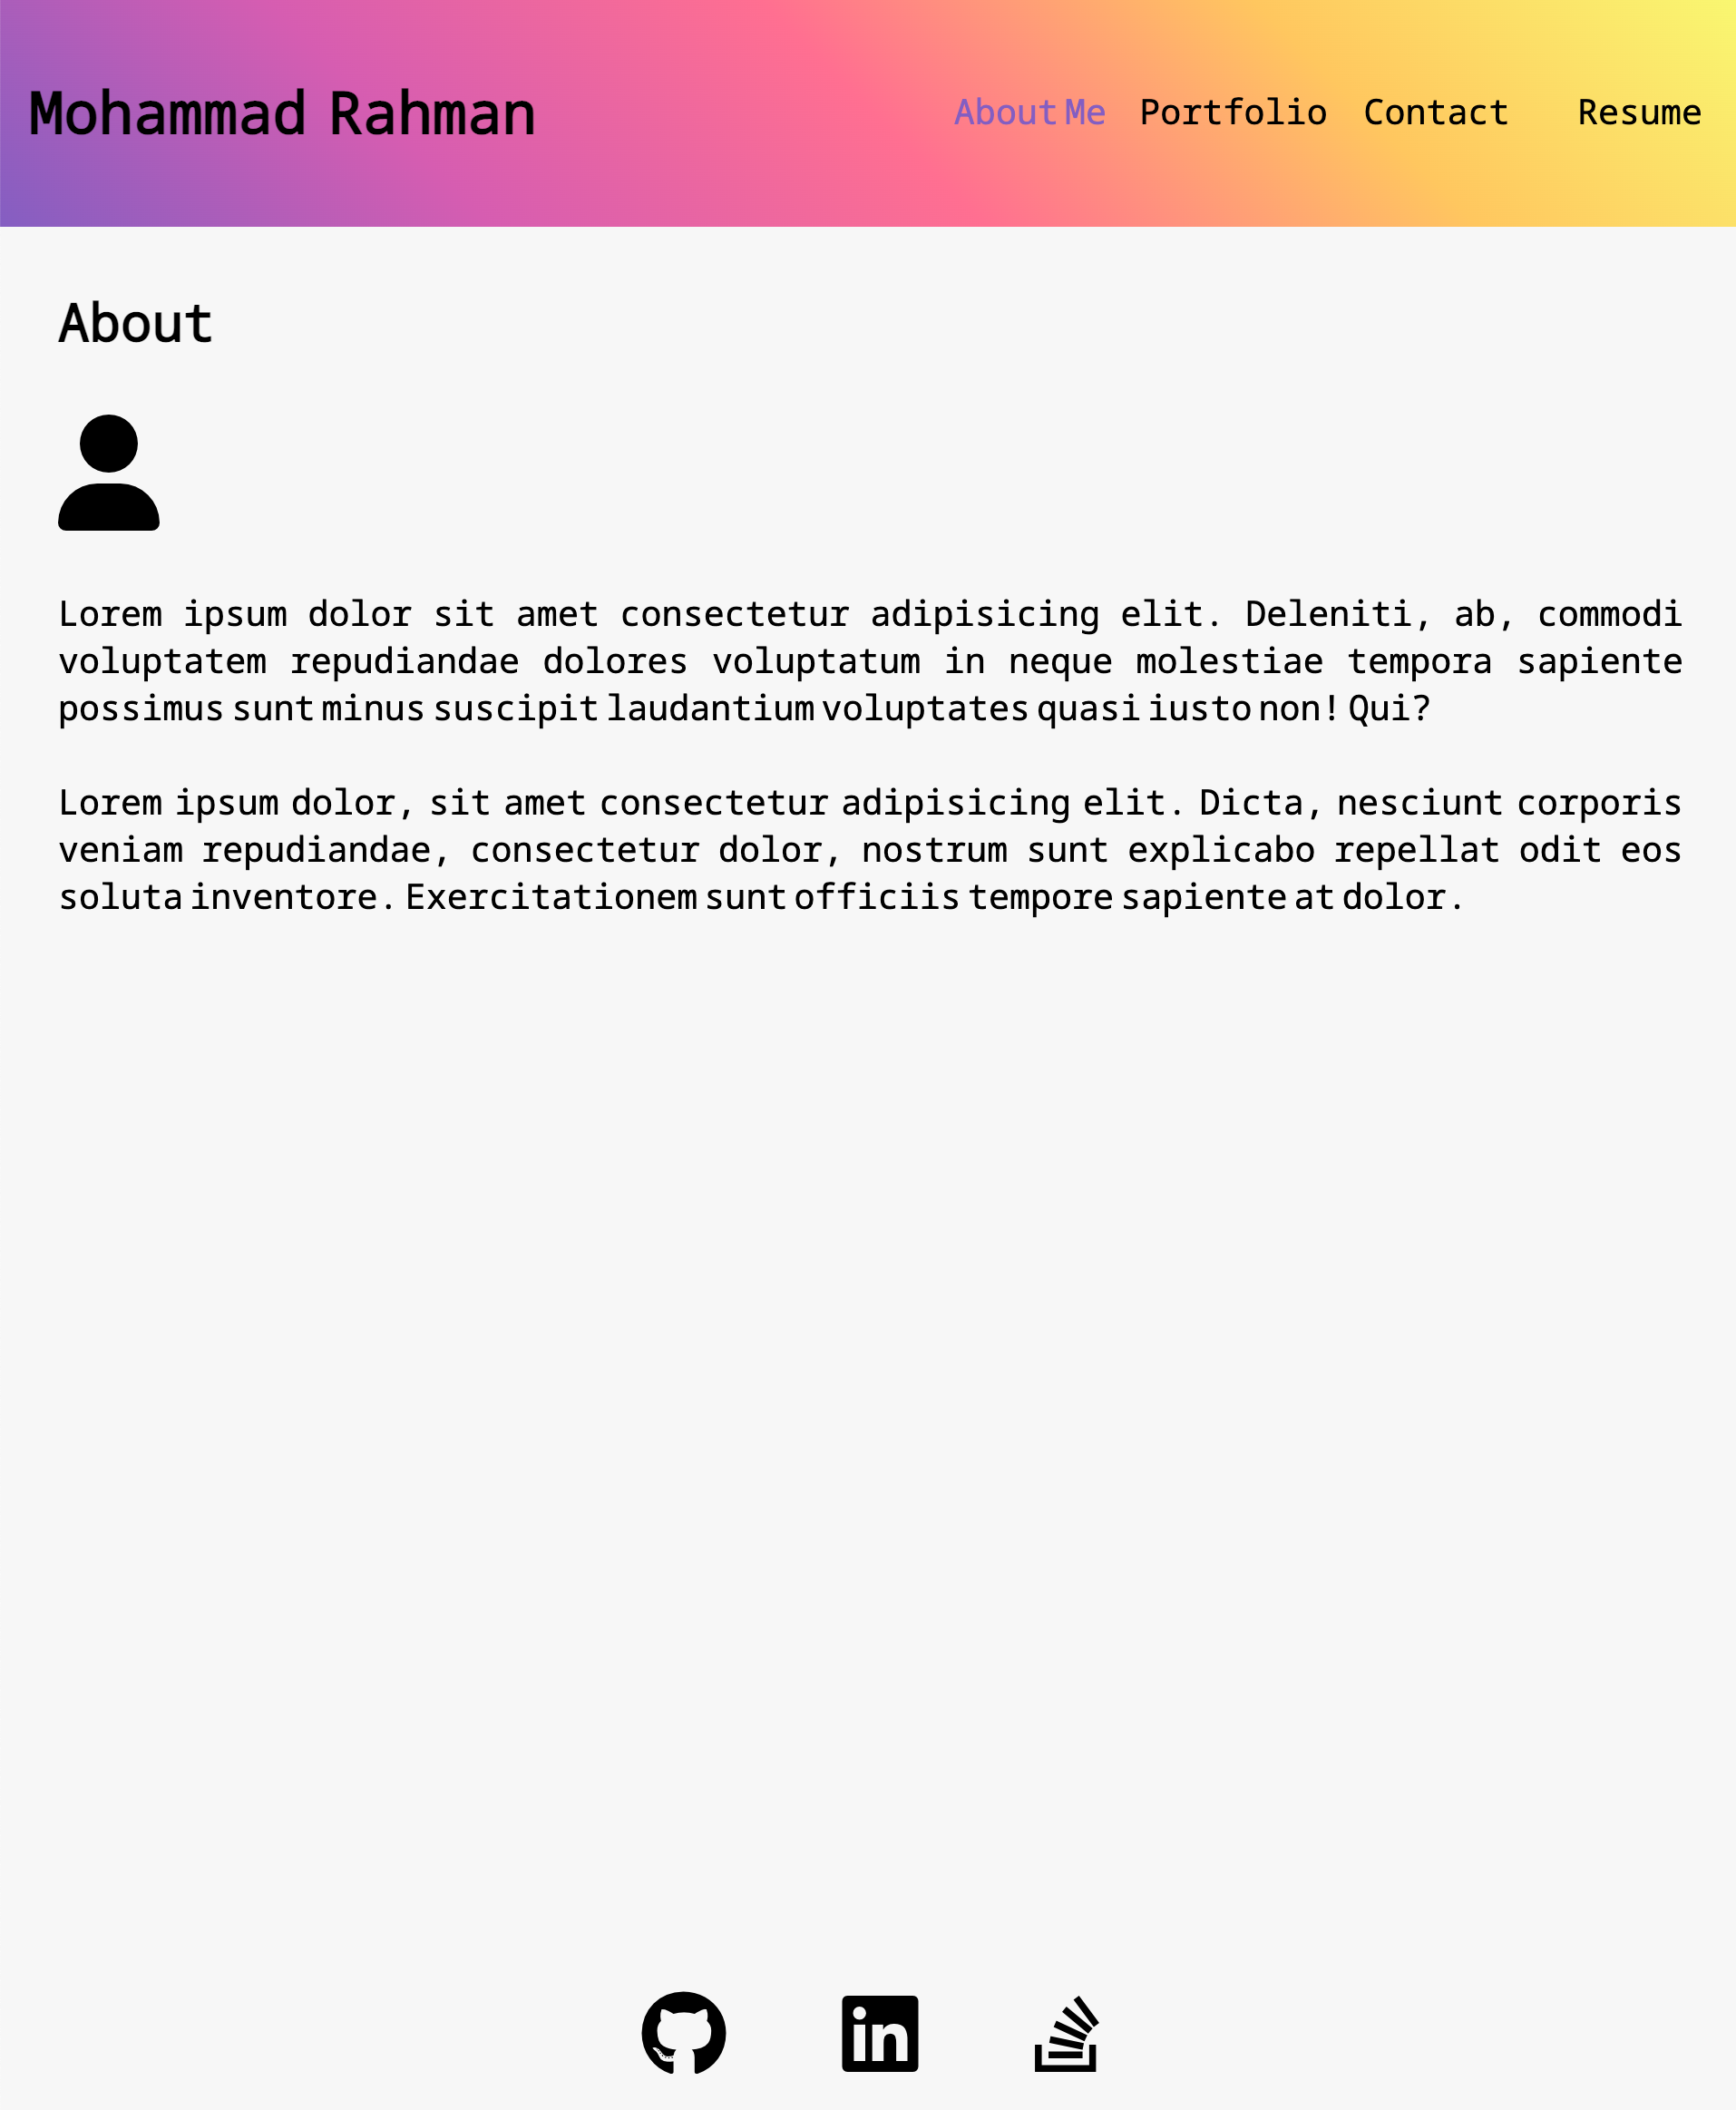 Mohammad Rahman
About Me Portfolio Contact Resume
About
Lorem ipsum dolor sit amet consectetur adipisicing elit. Deleniti, ab, commodi
voluptatem repudiandae dolores voluptatum in neque molestiae tempora sapiente
possimus sunt minus suscipit laudantium voluptates quasi iusto non! Qui?
Lorem ipsum dolor, sit amet consectetur adipisicing elit. Dicta, nesciunt corporis
veniam repudiandae, consectetur dolor, nostrum sunt explicabo repellat odit eos
soluta inventore. Exercitationem sunt officiis tempore sapiente at dolor.
in